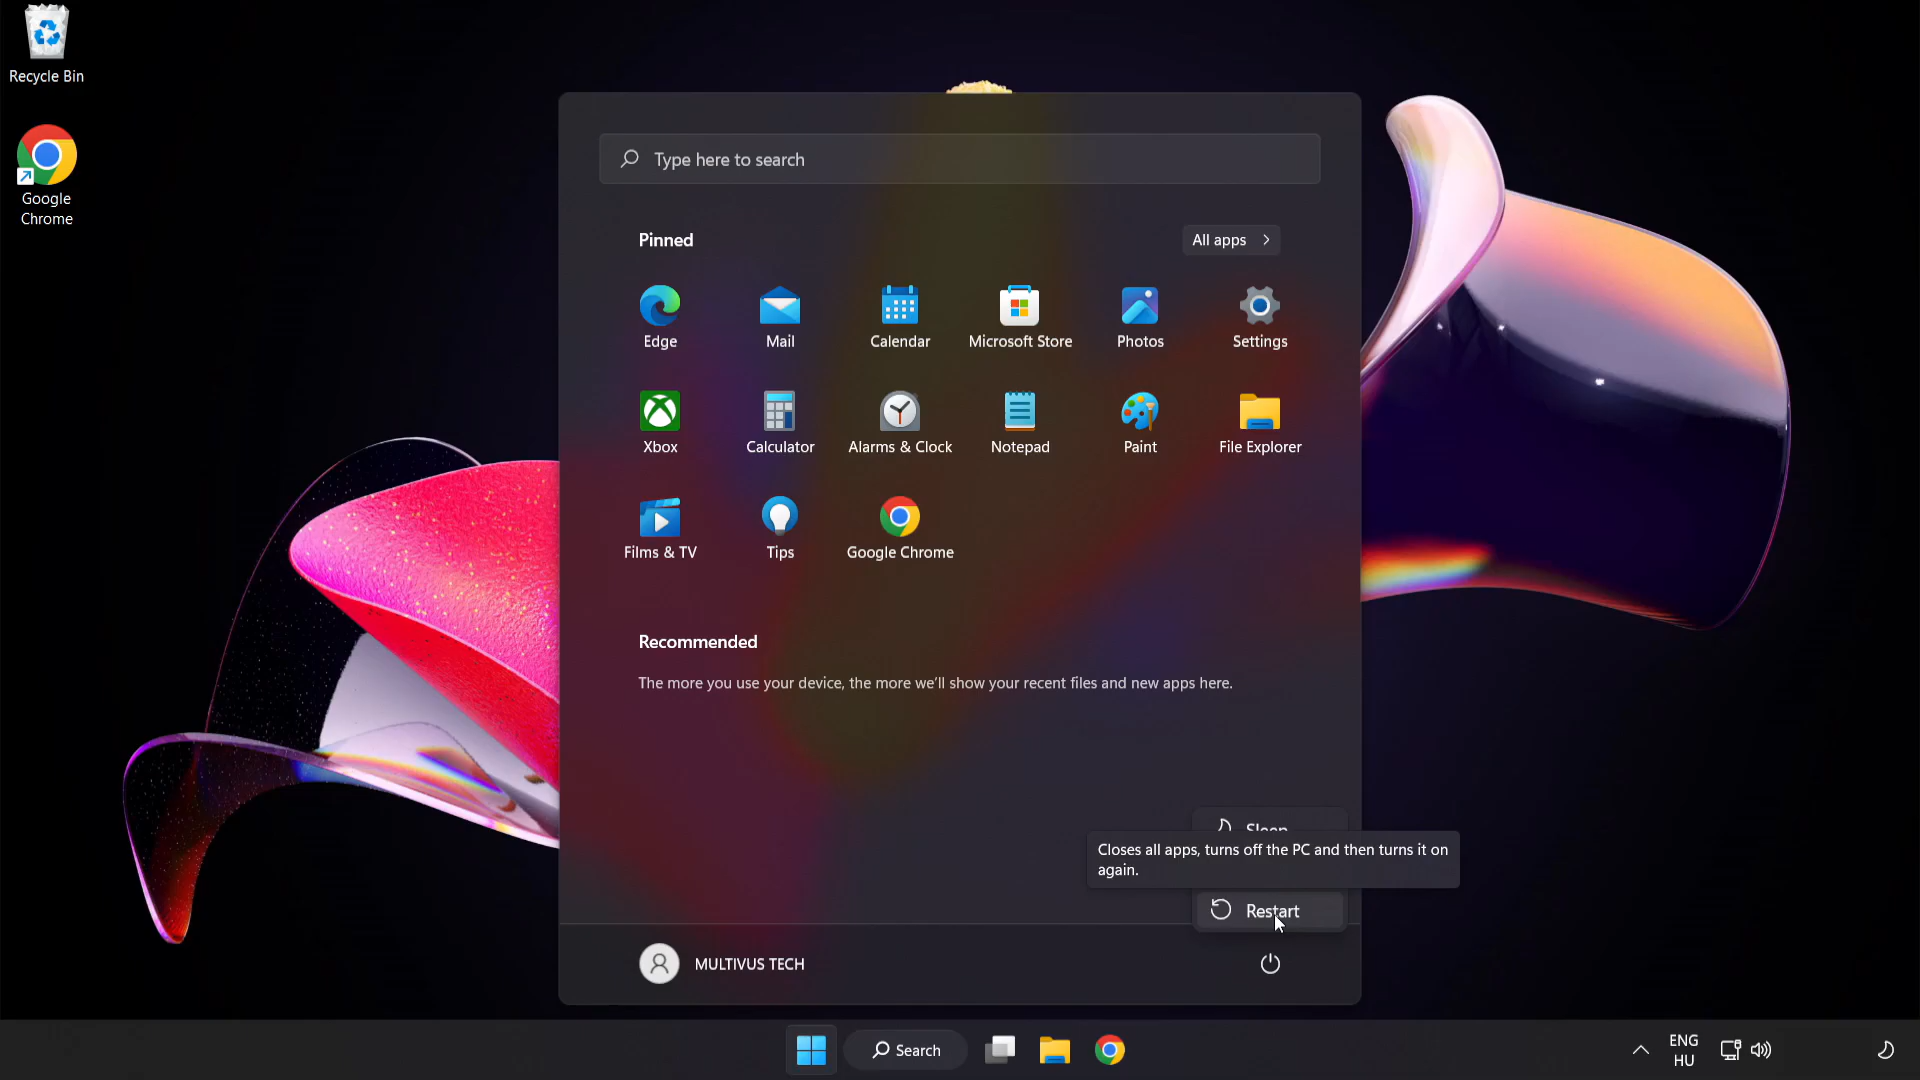 Recycle Bin
Google
Chrome
Type here to search
Pinned
All apps
Edge
Mail
Calendar
Microsoft Store
Photos
Settings
Xbox
Calculator
Alarms & Clock
Notepad
Paint
File Explorer
Films & TV
Tips
Google Chrome
Recommended
The more you use your device, the more we'll show your recent files and new apps here.
Sleep
Closes all apps, turns off the PC and then turns it on
again.
Restart
MULTIVUS TECH
Search
ENG
HU